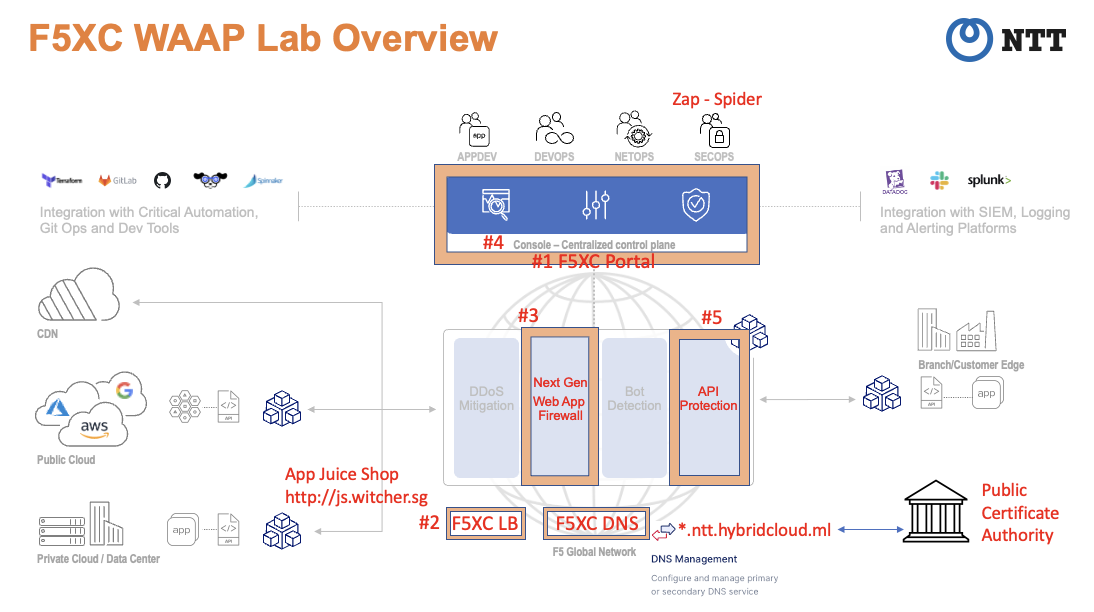 F5XC WAAP Lab Overview
NTT
Zap - Spider
app
APPDEV
DEVOPS
NETOPS
SECOPS
Terraform
GitLab
Spinnaker
Integration with Critical Automation,
Git Ops and Dev Tools
DATADOG
splunk>
Integration with SIEM, Logging
and Alerting Platforms
#4
Console – Centralized control plane
#1 F5XC Portal
CDN
#3
#5
DDoS
Mitigation
Next Gen
Web App
Firewall
Bot
Detection
API
Protection
Branch/Customer Edge
API
app
G
aws
API
Public Cloud
App Juice Shop
http://js.witcher.sg
app
API
Private Cloud / Data Center
#2
F5XC LB
F5XC DNS
F5 Global Network
*.ntt.hybridcloud.ml
Public
Certificate
Authority
DNS Management
Configure and manage primary
or secondary DNS service